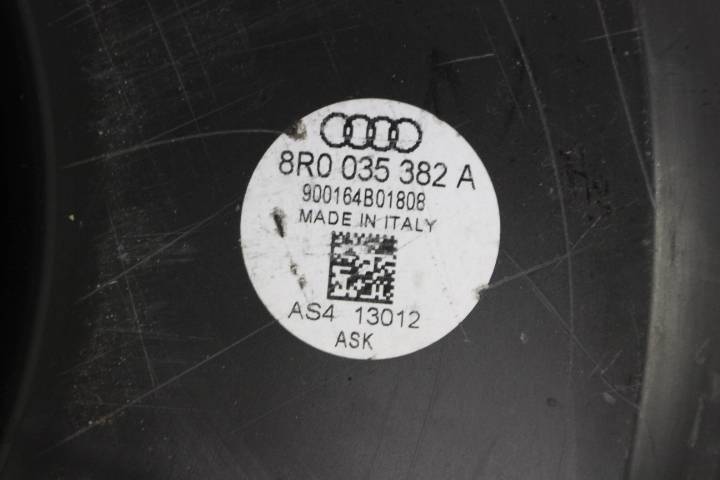 8R0 035 382 A
900164B01808
MADE IN ITALY
AS4 13012
ASK